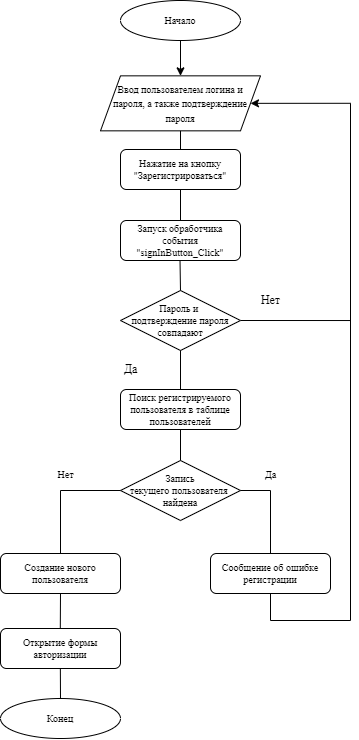 Начало
Ввод пользователем логина и
пароля, а также подтверждение
пароля
Нажатие на кнопку
"Зарегистрироваться"
Запуск обработчика
события
"signInButton_Click"
Пароль и
подтверждение пароля
совпадают
Нет
Да
Поиск регистрируемого
пользователя в таблице
пользователей
Запись
текущего пользователя
найдена
Нет
Да
Создание нового
пользователя
Сообщение об ошибке
регистрации
Открытие формы
авторизации
Конец